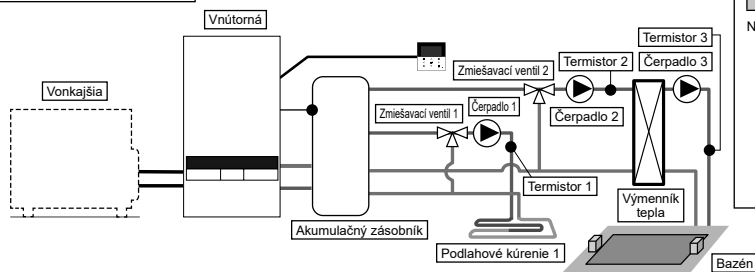 Vnútorná
N
Termistor 3
Zmiešavací ventil 2
Termistor 2
Čerpadlo 3
Vonkajšia
Zmiešavací ventil 1
Čerpadlo 1
Čerpadlo 2
Termistor 1
Výmenník
tepla
Akumulačný zásobník
Podlahové kúrenie 1
Bazén